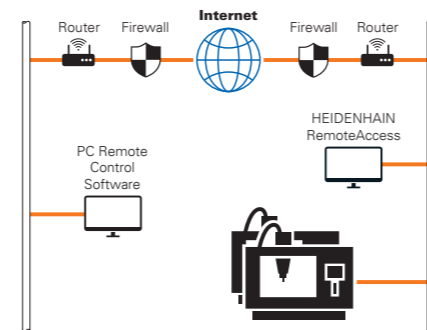 Internet
Router
Firewall
Firewall
Router
HEIDENHAIN
RemoteAccess
PC Remote
Control
Software